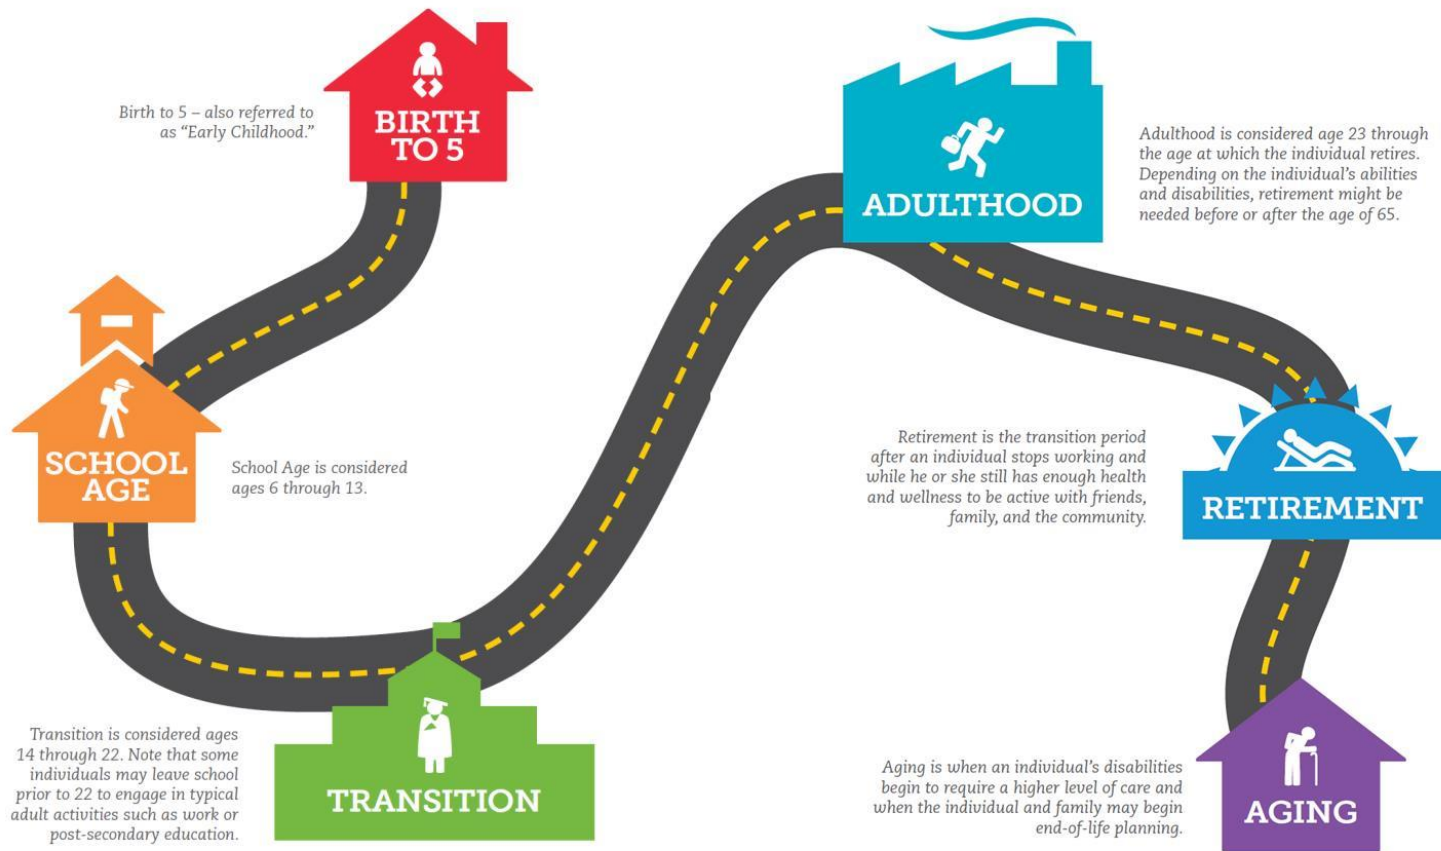 BIRTH
TO 5
Birth to 5 – also referred to
as “Early Childhood.”
SCHOOL
AGE
School Age is considered
ages 6 through 13.
TRANSITION
Transition is considered ages
14 through 22. Note that some
individuals may leave school
prior to 22 to engage in typical
adult activities such as work or
post-secondary education.
ADULTHOOD
Adulthood is considered age 23 through
the age at which the individual retires.
Depending on the individual’s abilities
and disabilities, retirement might be
needed before or after the age of 65.
RETIREMENT
Retirement is the transition period
after an individual stops working and
while he or she still has enough health
and wellness to be active with friends,
family, and the community.
AGING
Aging is when an individual’s disabilities
begin to require a higher level of care and
when the individual and family may begin
end-of-life planning.